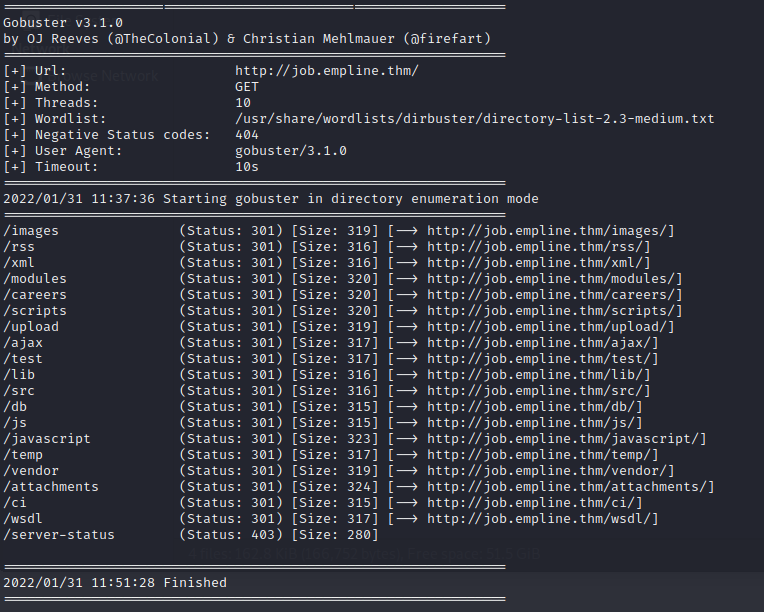 ===============================================================
Gobuster v3.1.0
by OJ Reeves (@TheColonial) & Christian Mehlmauer (@firefart)
===============================================================
[+] Url:                     http://job.empline.thm/
[+] Method:                  GET
[+] Threads:                 10
[+] Wordlist:                /usr/share/wordlists/dirbuster/directory-list-2.3-medium.txt
[+] Negative Status codes:   404
[+] User Agent:              gobuster/3.1.0
[+] Timeout:                 10s
===============================================================
2022/01/31 11:37:36 Starting gobuster in directory enumeration mode
===============================================================
/images               (Status: 301) [Size: 319] [--> http://job.empline.thm/images/]
/rss                  (Status: 301) [Size: 316] [--> http://job.empline.thm/rss/]
/xml                  (Status: 301) [Size: 316] [--> http://job.empline.thm/xml/]
/modules              (Status: 301) [Size: 320] [--> http://job.empline.thm/modules/]
/careers              (Status: 301) [Size: 320] [--> http://job.empline.thm/careers/]
/scripts              (Status: 301) [Size: 320] [--> http://job.empline.thm/scripts/]
/upload               (Status: 301) [Size: 319] [--> http://job.empline.thm/upload/]
/ajax                 (Status: 301) [Size: 317] [--> http://job.empline.thm/ajax/]
/test                 (Status: 301) [Size: 317] [--> http://job.empline.thm/test/]
/lib                  (Status: 301) [Size: 316] [--> http://job.empline.thm/lib/]
/src                  (Status: 301) [Size: 316] [--> http://job.empline.thm/src/]
/db                   (Status: 301) [Size: 315] [--> http://job.empline.thm/db/]
/js                   (Status: 301) [Size: 315] [--> http://job.empline.thm/js/]
/javascript           (Status: 301) [Size: 323] [--> http://job.empline.thm/javascript/]
/temp                 (Status: 301) [Size: 317] [--> http://job.empline.thm/temp/]
/vendor               (Status: 301) [Size: 319] [--> http://job.empline.thm/vendor/]
/attachments          (Status: 301) [Size: 324] [--> http://job.empline.thm/attachments/]
/ci                   (Status: 301) [Size: 315] [--> http://job.empline.thm/ci/]
/wsdl                 (Status: 301) [Size: 317] [--> http://job.empline.thm/wsdl/]
/server-status        (Status: 403) [Size: 280]
===============================================================
2022/01/31 11:51:28 Finished
===============================================================